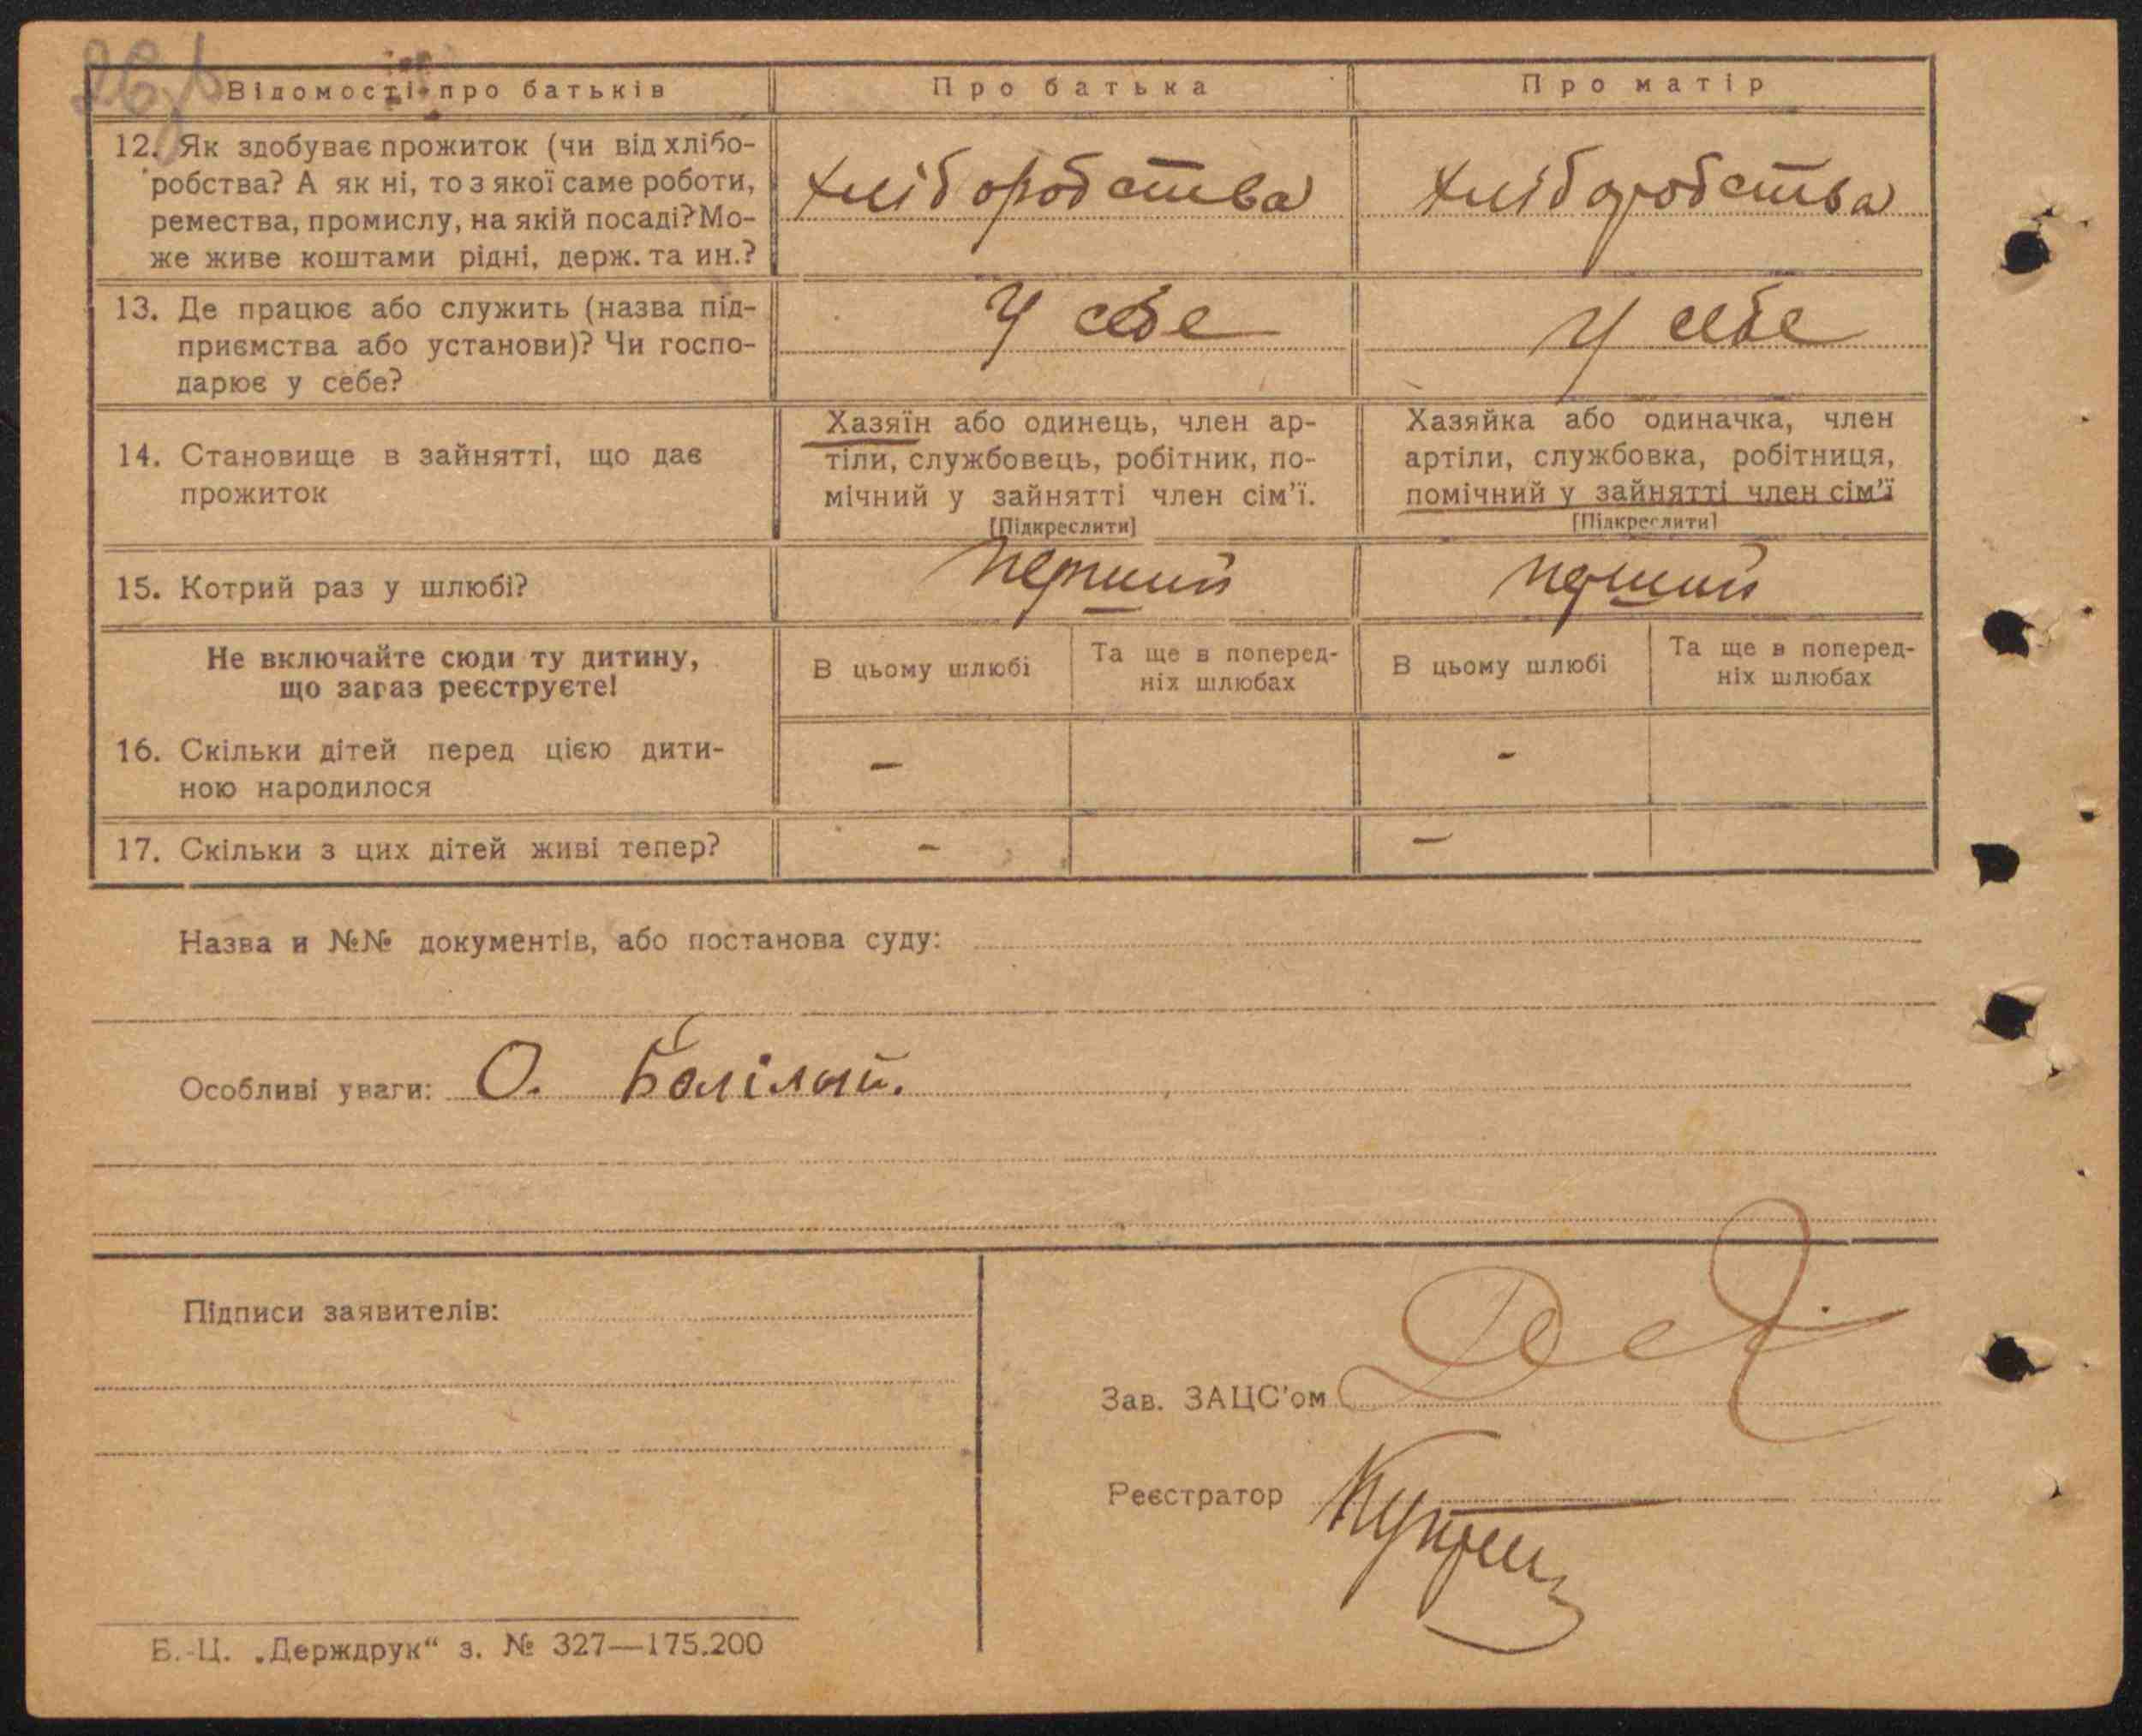 Відомості про батьків
Про батька
Про матір
12. Як здобуває прожиток (чи від хлібо-
робства? А як ні, то з якої саме роботи,
ремества, промислу, на якій посаді? Мо-
же живе коштами рідні, держ. та ин.?
хліборобства
хліборобства
13. Де працює або служить (назва під-
приємства або установи)? Чи госпо-
дарює у себе?
У себе
У себе
14. Становище в зайнятті, що дає
прожиток
Хазяїн або одинець, член ар-
тіли, службовець, робітник, по-
мічний у зайнятті член сім'ї.
[Підкреслити]
Хазяйка або одиначка, член
артіли, службовка, робітниця,
помічний у зайнятті член сім'ї
[Підкреслити]
15. Котрий раз у шлюбі?
перший
перший
Не включайте сюди ту дитину,
що зараз реєструєте!
В цьому шлюбі
Та ще в поперед-
ніх шлюбах
В цьому шлюбі
Та ще в поперед-
ніх шлюбах
16. Скільки дітей перед цією дити-
ною народилося
-
-
17. Скільки з цих дітей живі тепер?
-
-
Назва и №№ документів, або постанова суду:
Особливі уваги: О.
Підписи заявителів:
Зав. ЗАЦС'ом
Реєстратор
Б.-Ц. „Держдрук“ з. № 327—175.200